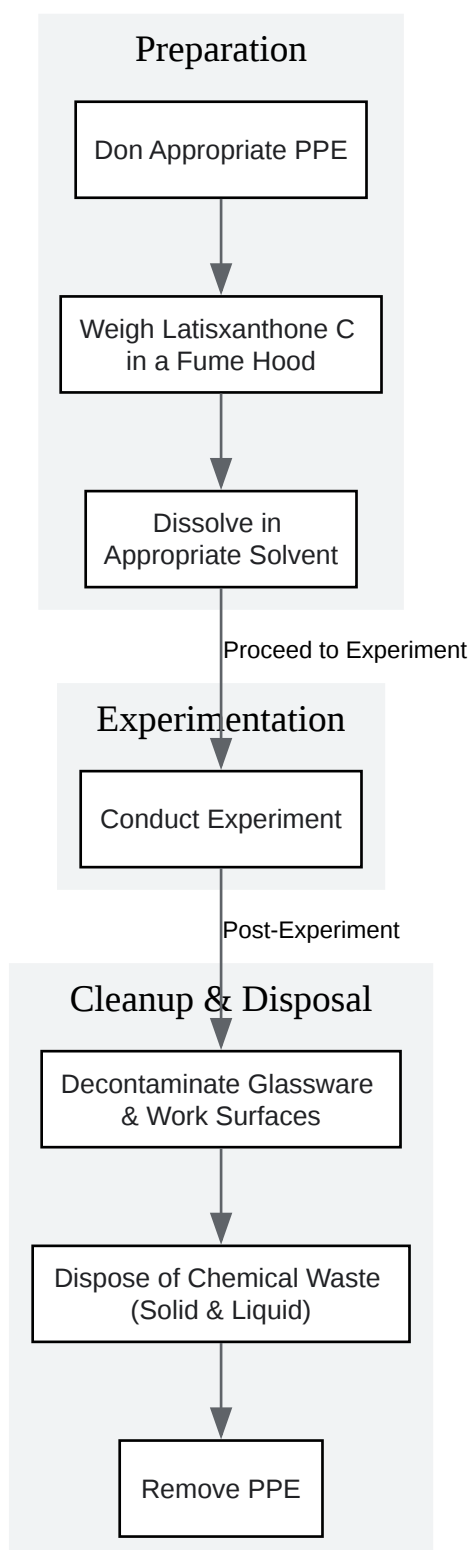 Preparation
Don Appropriate PPE
Weigh Latisxanthone C
in a Fume Hood
Dissolve in
Appropriate Solvent
Proceed to Experiment
Experimentation
Conduct Experiment
Post-Experiment
Cleanup & Disposal
Decontaminate Glassware
& Work Surfaces
Dispose of Chemical Waste
(Solid & Liquid)
Remove PPE